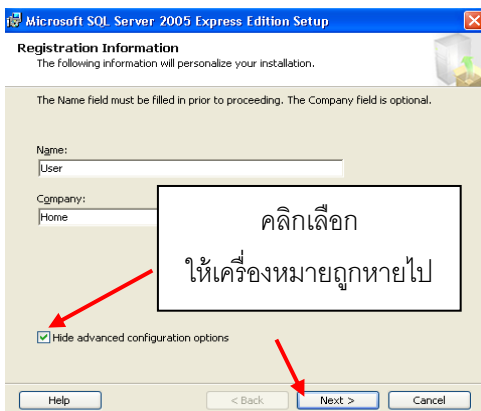 Microsoft SQL Server 2005 Express Edition Setup
Registration Information
The following information will personalize your installation.
The Name field must be filled in prior to proceeding. The Company field is optional.
Name:
User
Company:
Home
คลิกเลือก
ให้เครื่องหมายถูกหายไป
Hide advanced configuration options
Help
< Back
Next >
Cancel